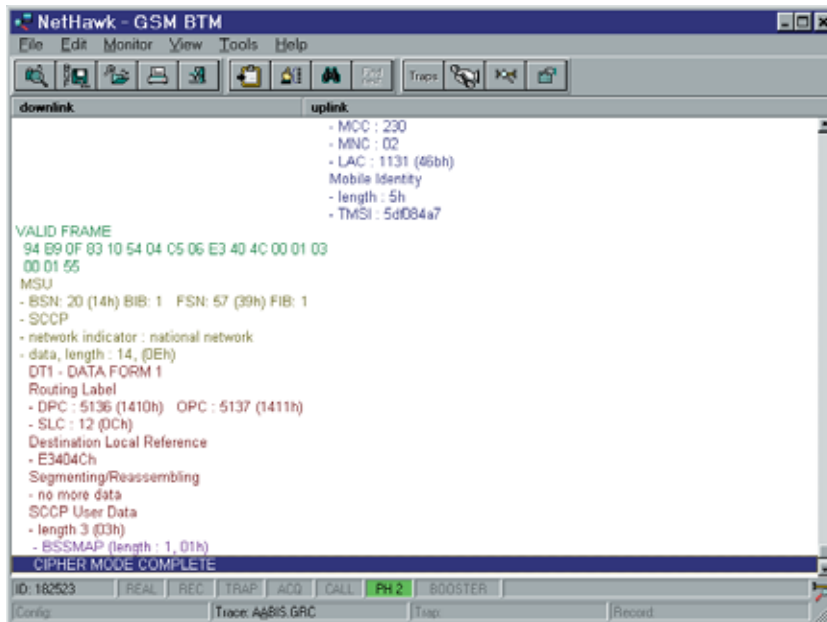 NetHawk - GSM BTM
File Edit Monitor View Tools Help
Traps
downlink uplink
- MCC : 230
- MNC : 02
- LAC : 1131 (46bh)
Mobile Identity
- length : 5h
- TMSI : 5df084a7
VALID FRAME
94 B9 0F 83 10 54 04 C5 06 E3 40 4C 00 01 03
00 01 55
MSU
- BSN: 20 (14h) BIB: 1 FSN: 57 (39h) FIB: 1
- SCCP
- network indicator : national network
- data, length : 14, (0Eh)
DT1 - DATA FORM 1
Routing Label
- DPC : 5136 (1410h) OPC : 5137 (1411h)
- SLC : 12 (0Ch)
Destination Local Reference
- E3404Ch
Segmenting/Reassembling
- no more data
SCCP User Data
- length 3 (03h)
- BSSMAP (length : 1, 01h)
CIPHER MODE COMPLETE
ID: 182523 REAL REC TRAP ACQ CALL PH 2 BOOSTER
Config: Trace: AABIS.GRC Trap: Record: